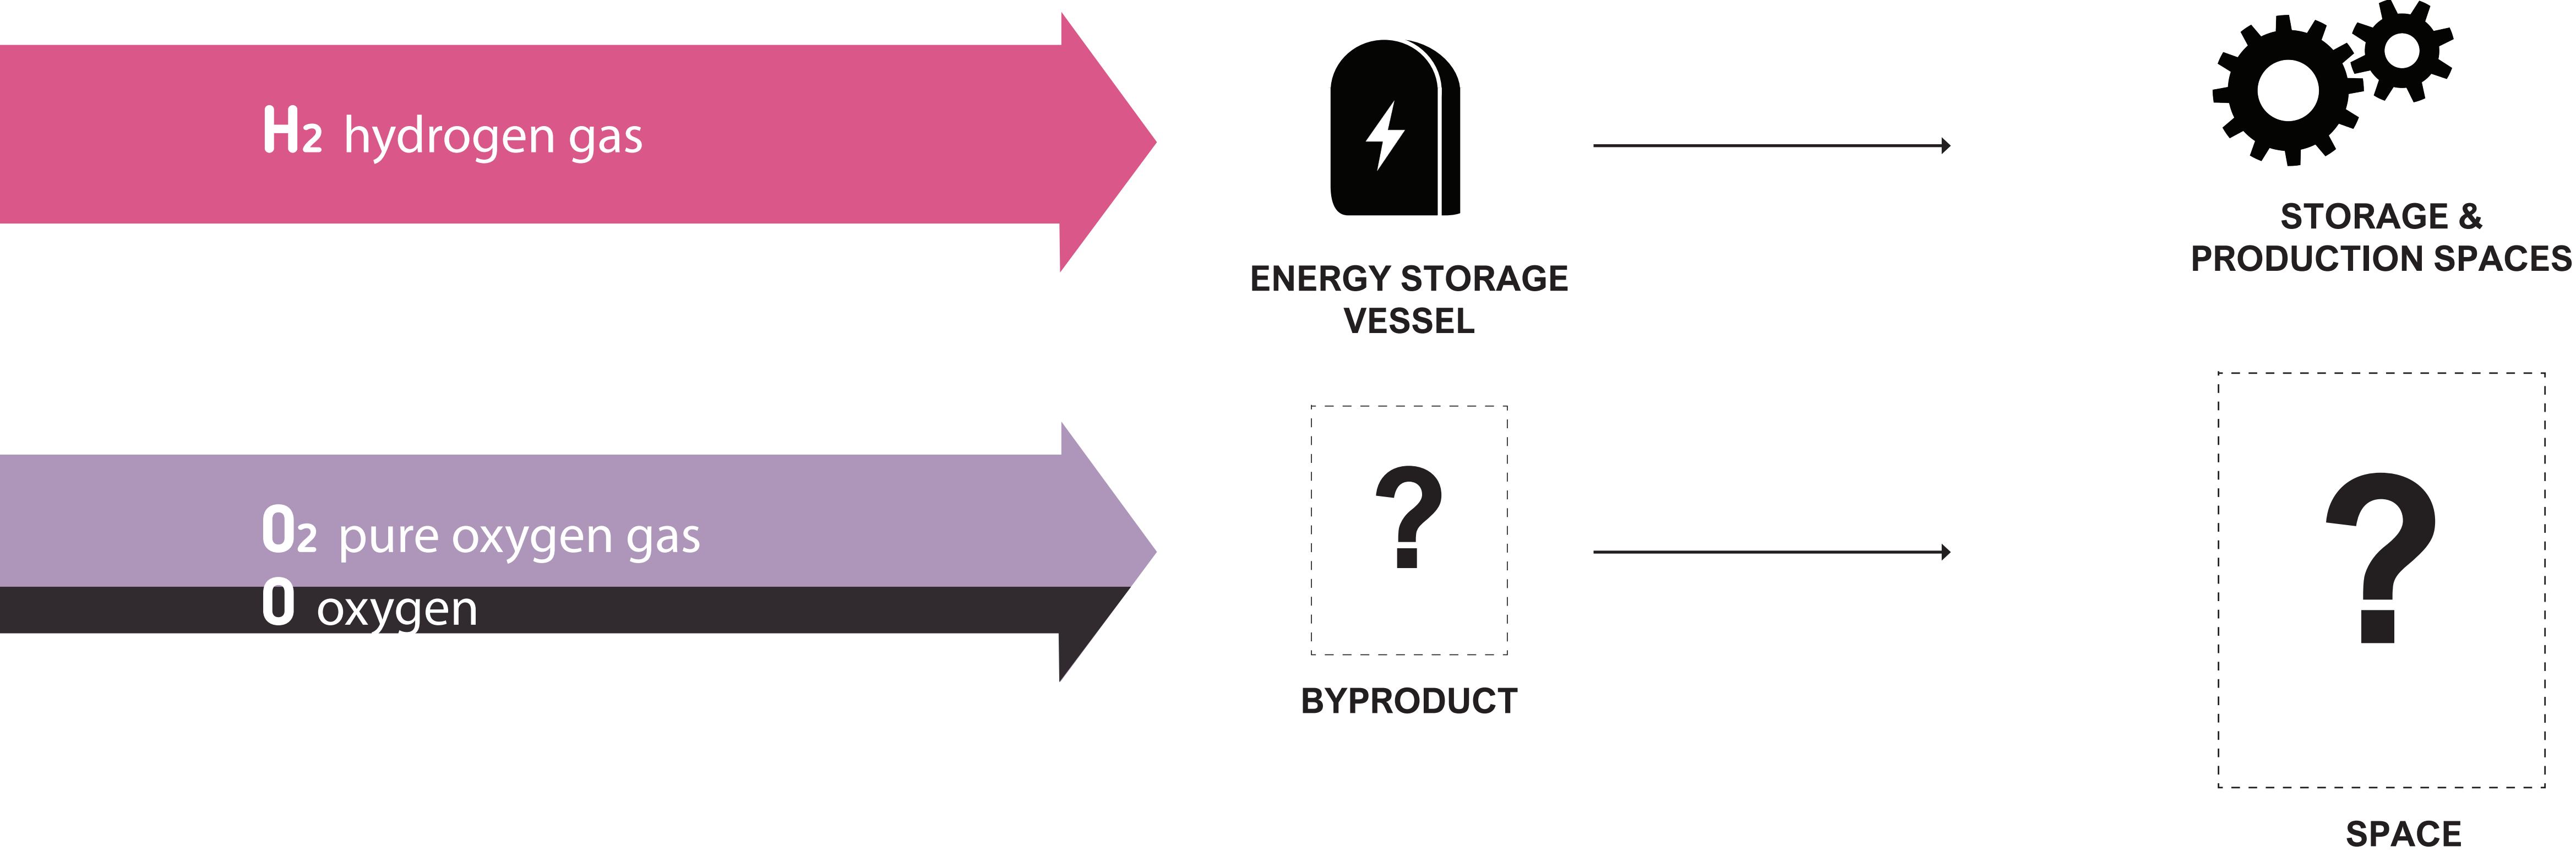 H2 hydrogen gas
ENERGY STORAGE
VESSEL
STORAGE &
PRODUCTION SPACES
O2 pure oxygen gas
O oxygen
?
BYPRODUCT
?
SPACE